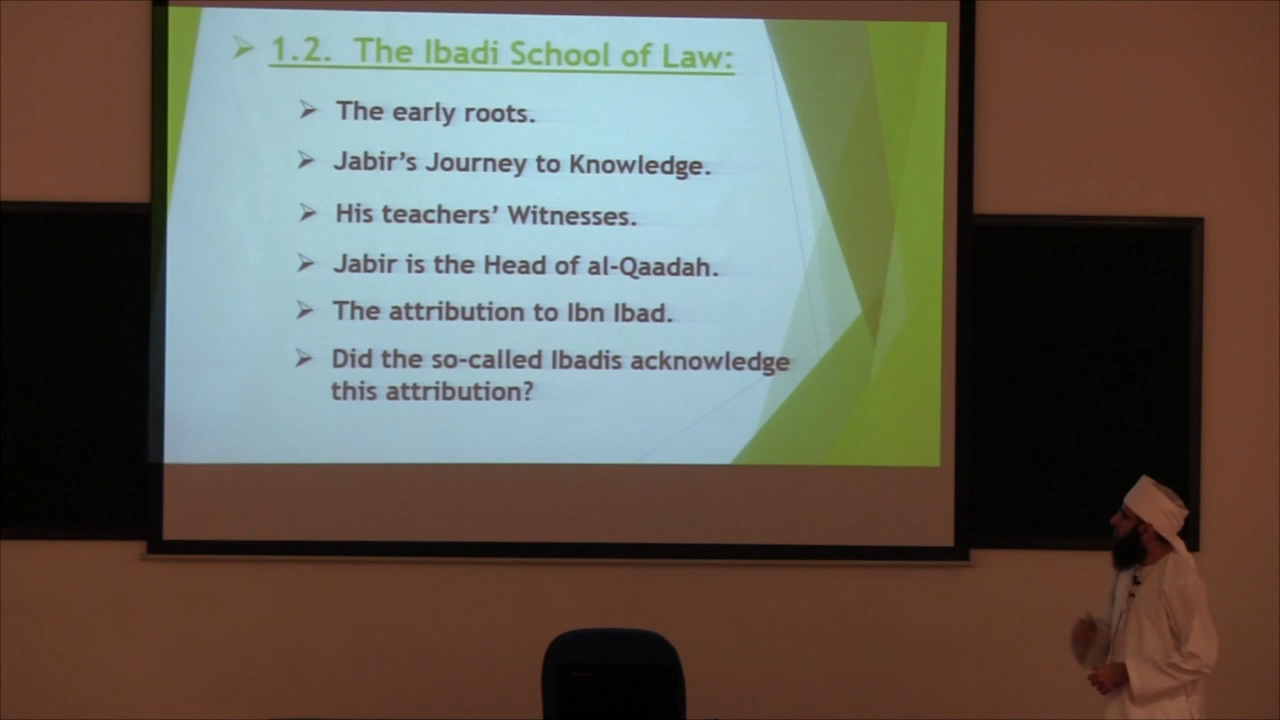 1.2. The Ibadi School of Law:
The early roots.
Jabir's Journey to Knowledge.
His teachers' Witnesses.
Jabir is the Head of al-Qaadah.
The attribution to Ibn Ibad.
Did the so-called Ibadis acknowledge
this attribution?